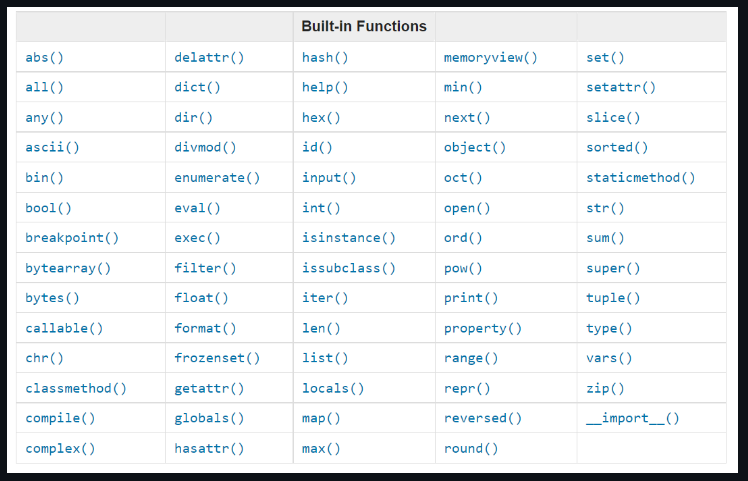 Built-in Functions
abs() delattr() hash() memoryview() set()
all() dict() help() min() setattr()
any() dir() hex() next() slice()
ascii() divmod() id() object() sorted()
bin() enumerate() input() oct() staticmethod()
bool() eval() int() open() str()
breakpoint() exec() isinstance() ord() sum()
bytearray() filter() issubclass() pow() super()
bytes() float() iter() print() tuple()
callable() format() len() property() type()
chr() frozenset() list() range() vars()
classmethod() getattr() locals() repr() zip()
compile() globals() map() reversed() __import__()
complex() hasattr() max() round()